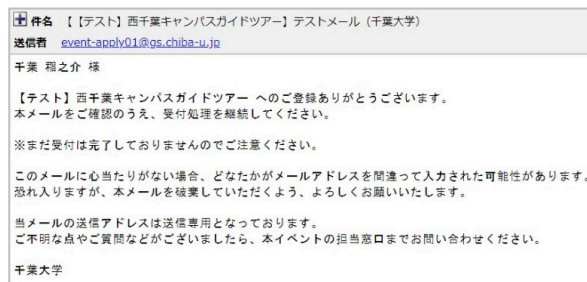 件名 【【テスト】西千葉キャンパスガイドツアー】テストメール（千葉大学）
送信者 event-apply01@gs.chiba-u.jp
千葉 稲之介 様
【テスト】西千葉キャンパスガイドツアー へのご登録ありがとうございます。
本メールをご確認のうえ、受付処理を継続してください。
※まだ受付は完了しておりませんのでご注意ください。
このメールに心当たりがない場合、どなたかがメールアドレスを間違って入力された可能性があります。
恐れ入りますが、本メールを破棄していただくよう、よろしくお願いいたします。
当メールの送信アドレスは送信専用となっております。
ご不明な点やご質問などがございましたら、本イベントの担当窓口までお問い合わせください。
千葉大学